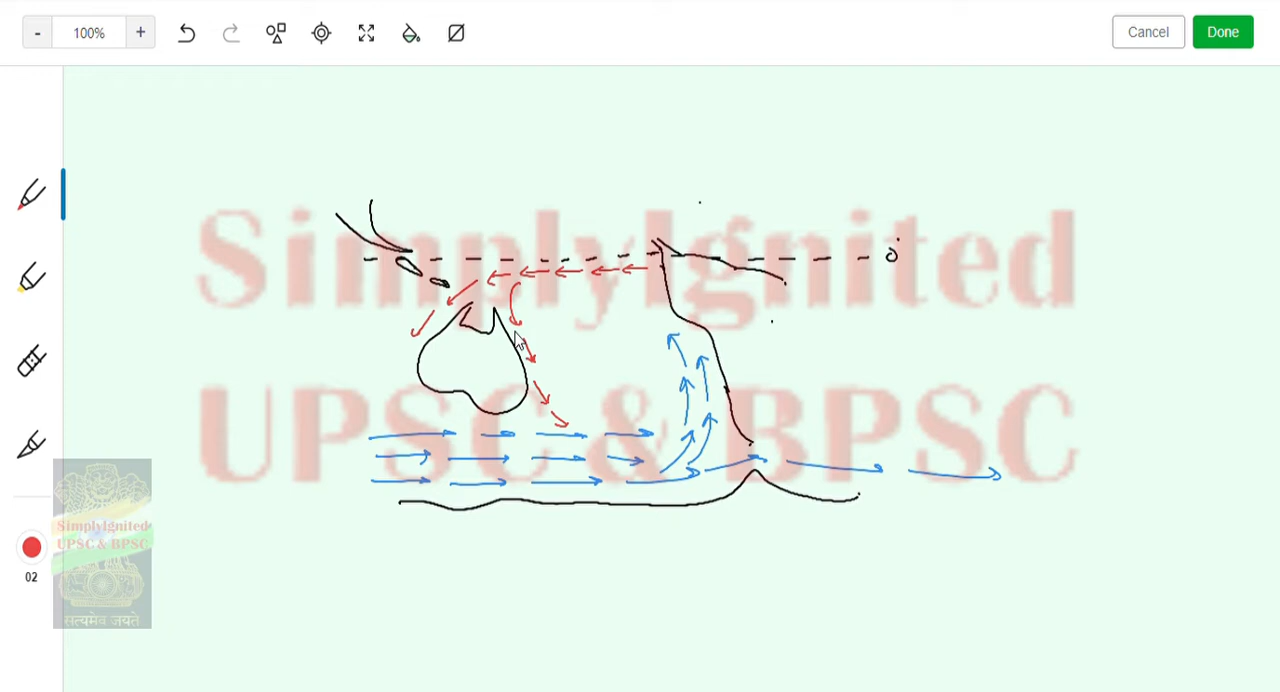 100%
Cancel
Done
SimplyIgnited
UPSC & BPSC
SimplyIgnited
UPSC & BPSC
सत्यमेव जयते
02